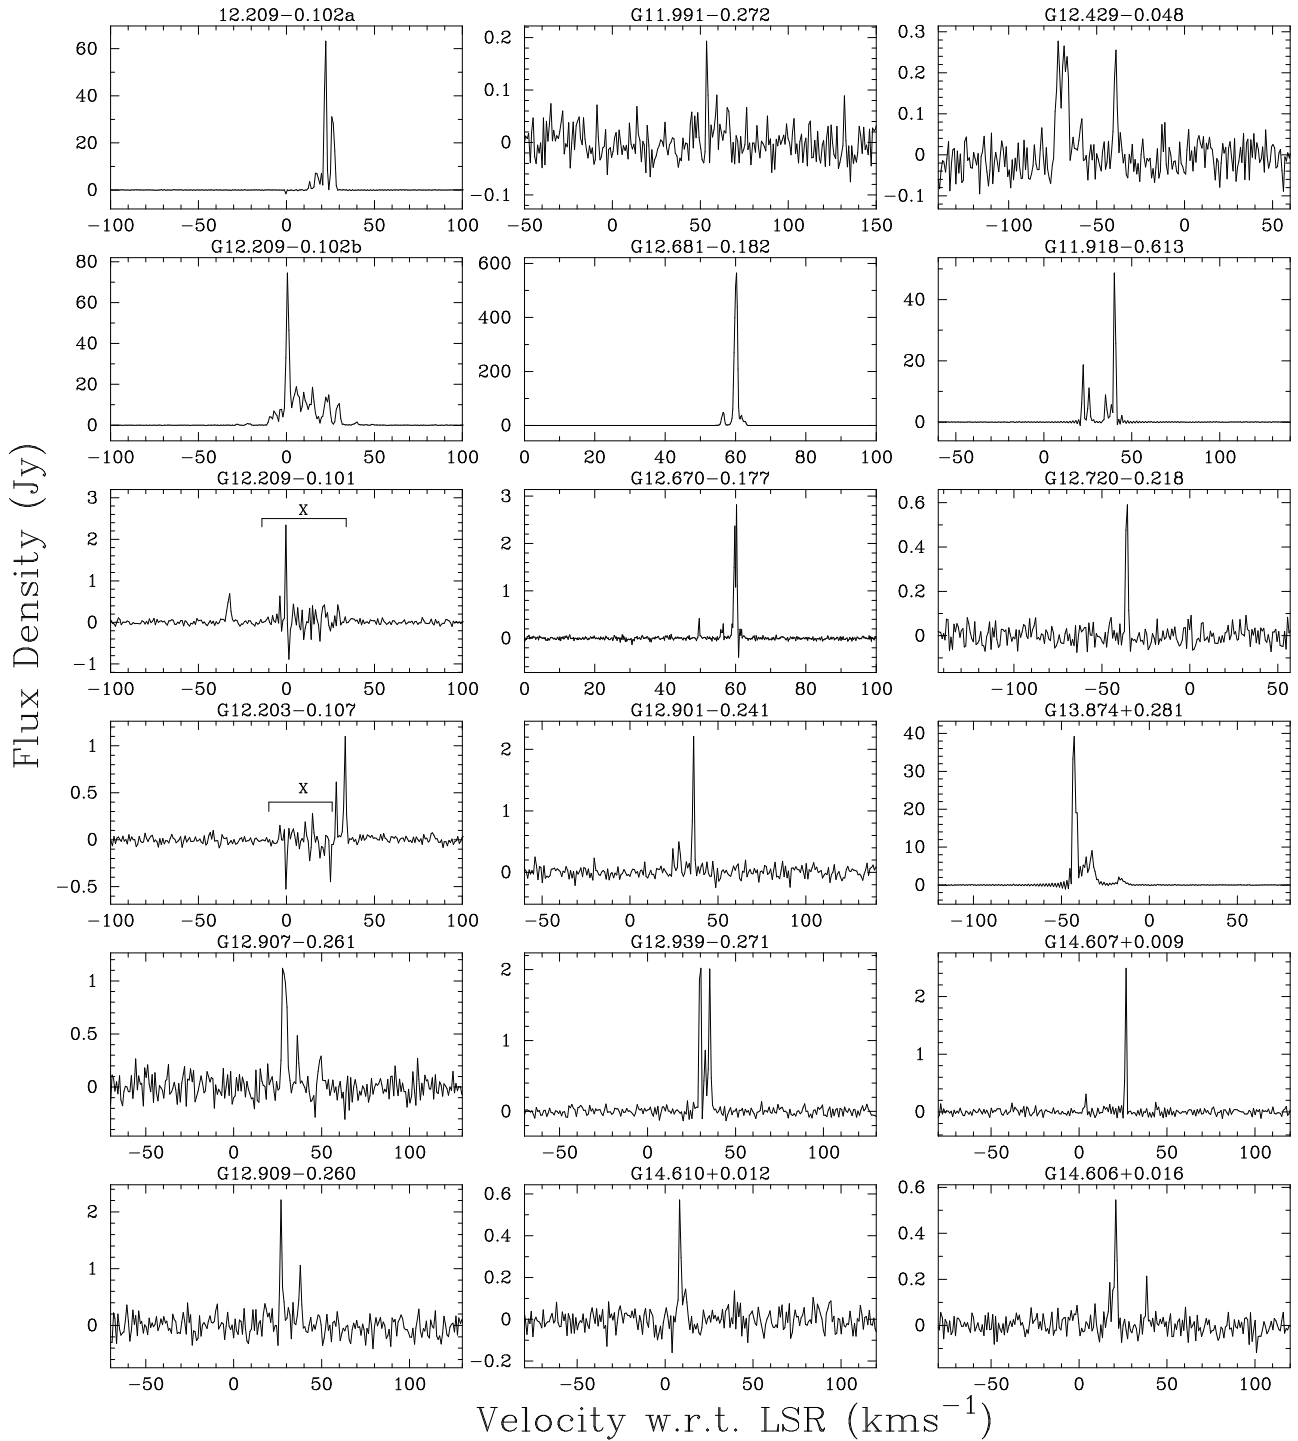 12.209−0.102a G11.991−0.272 G12.429−0.048
60 40 20 0
0.2 0.1 0 −0.1
0.3 0.2 0.1 0 −0.1
−100 −50 0 50 100
−50 0 50 100 150
−100 −50 0 50
G12.209−0.102b G12.681−0.182 G11.918−0.613
80 60 40 20 0
600 400 200 0
40 20 0
−100 −50 0 50 100
0 20 40 60 80 100
−50 0 50 100
G12.209−0.101 G12.670−0.177 G12.720−0.218
3 2 1 0 −1
X
3 2 1 0
0.6 0.4 0.2 0
−100 −50 0 50 100
0 20 40 60 80 100
−100 −50 0 50
G12.203−0.107 G12.901−0.241 G13.874+0.281
1 0.5 0 −0.5
X
2 1 0
40 30 20 10 0
−100 −50 0 50 100
−50 0 50 100
−100 −50 0 50
G12.907−0.261 G12.939−0.271 G14.607+0.009
1 0.5 0
2 1 0
2 1 0
−50 0 50 100
−50 0 50 100
−50 0 50 100
G12.909−0.260 G14.610+0.012 G14.606+0.016
2 1 0
0.6 0.4 0.2 0 −0.2
0.6 0.4 0.2 0
−50 0 50 100
−50 0 50 100
−50 0 50 100
Flux Density (Jy)
Velocity w.r.t. LSR (kms−1)